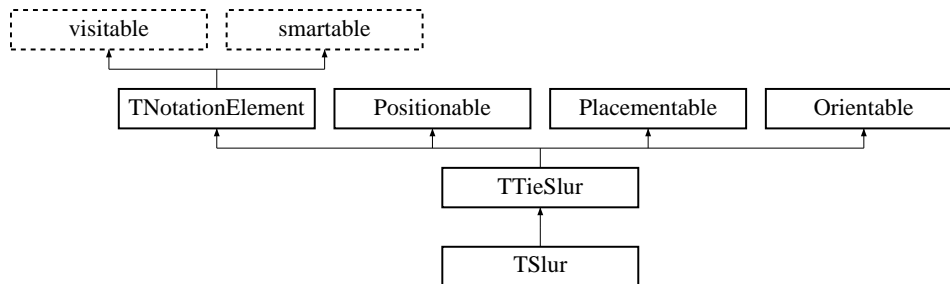 visitable smartable
TNotationElement Positionable Placementable Orientable
TTieSlur
TSlur